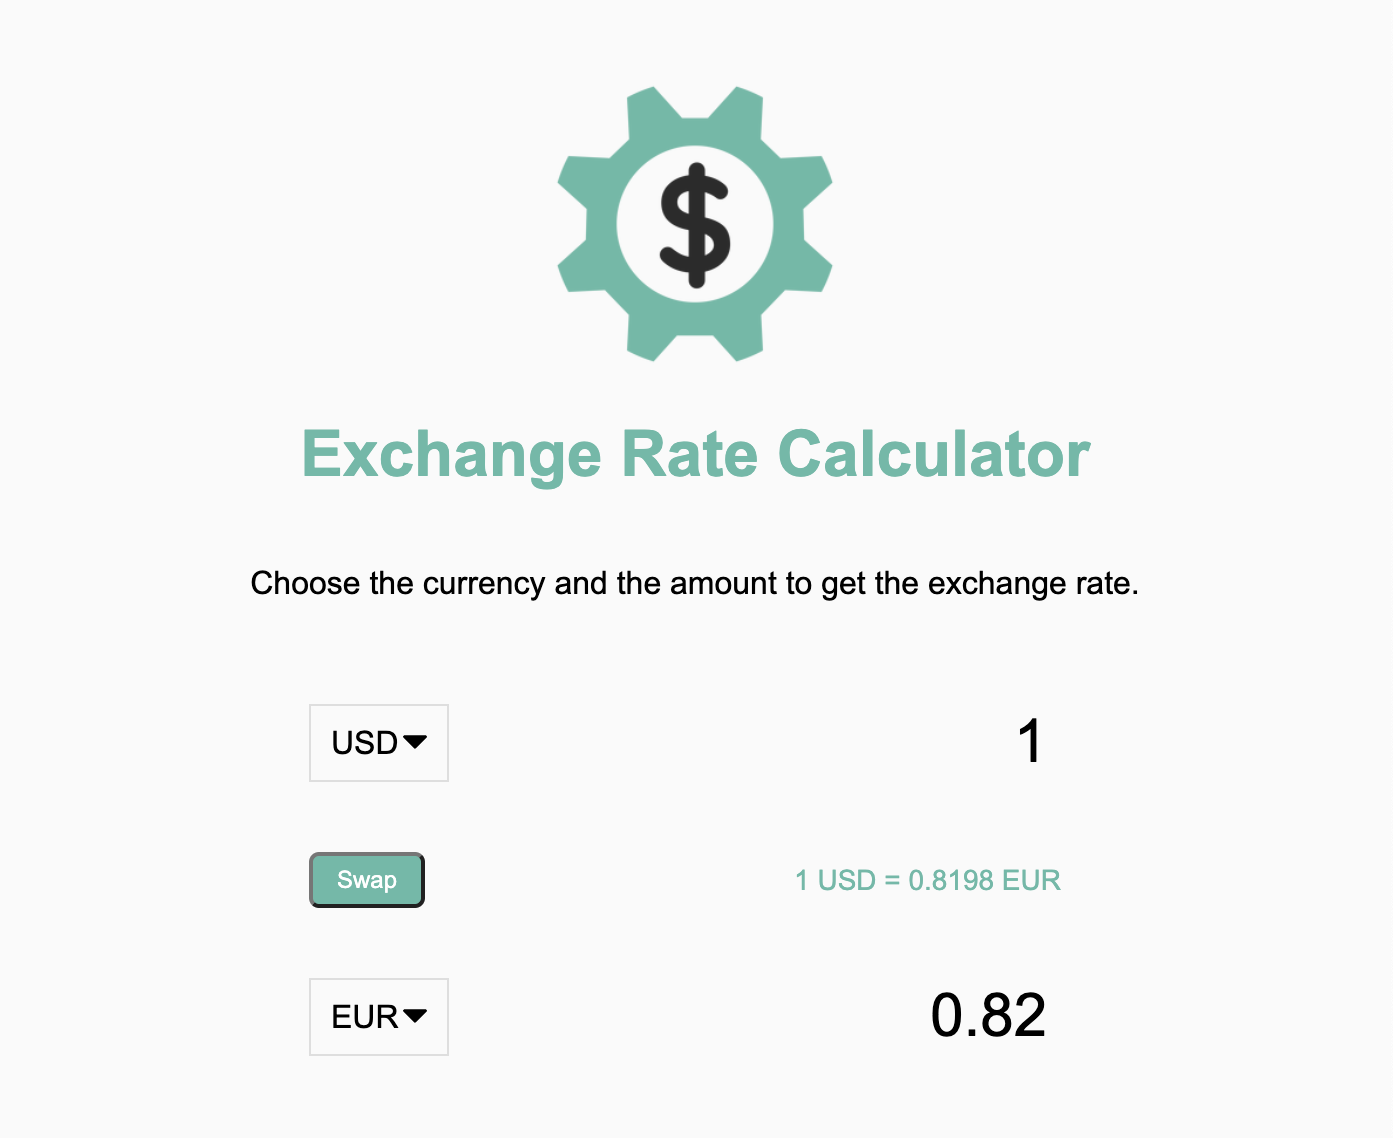 $
Exchange Rate Calculator
Choose the currency and the amount to get the exchange rate.
USD 1
Swap 1 USD = 0.8198 EUR
EUR 0.82